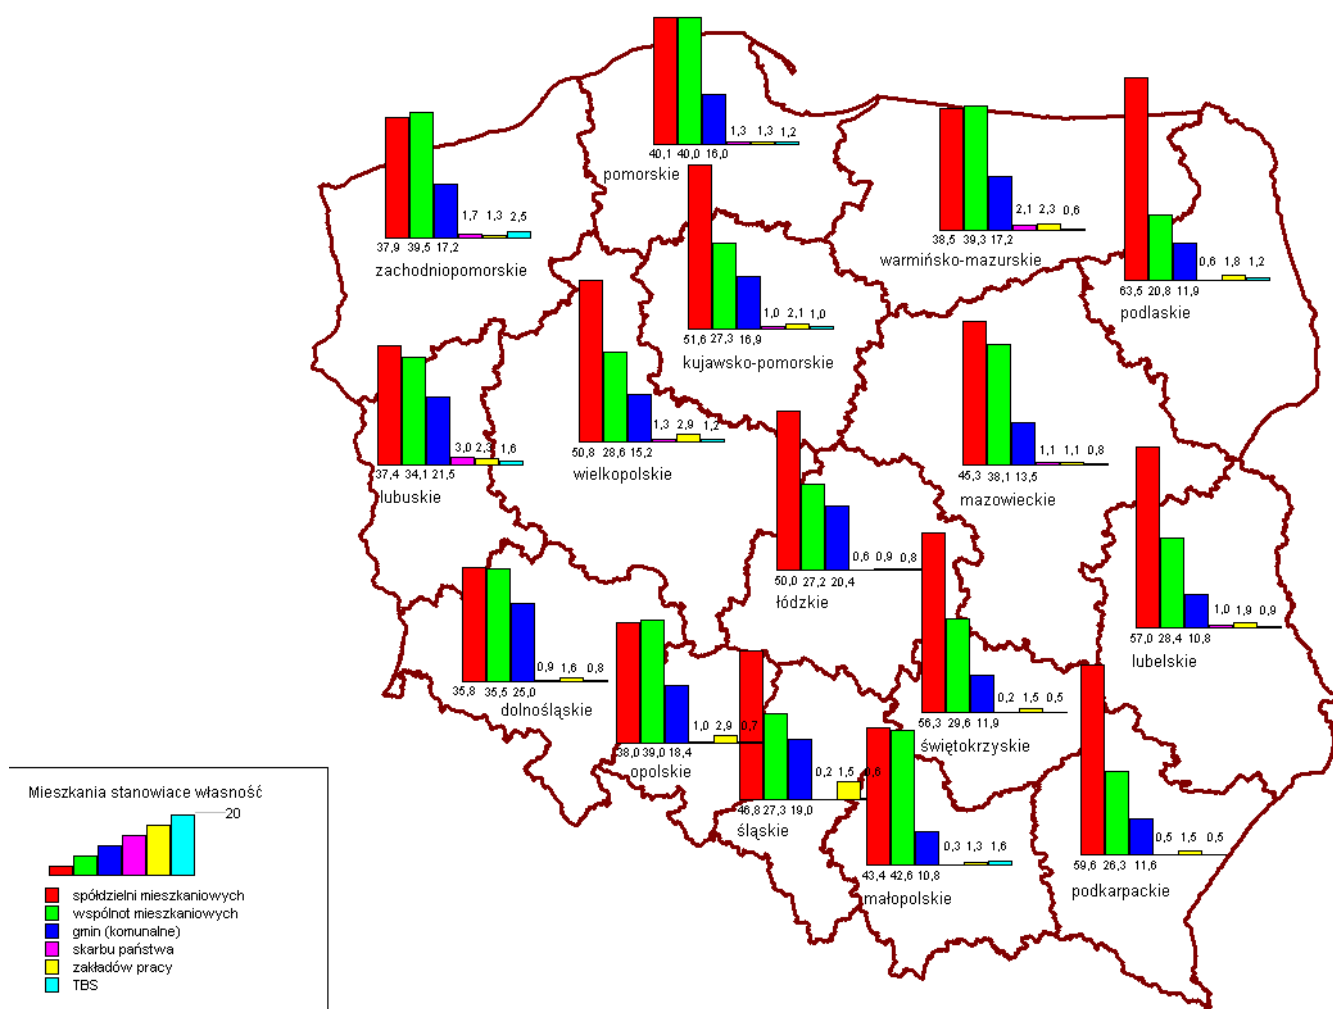 40,1 40,0 16,0 1,3 1,3 1,2
pomorskie
37,9 39,5 17,2 1,7 1,3 2,5
zachodniopomorskie
38,5 39,3 17,2 2,1 2,3 0,6
warmińsko-mazurskie
63,5 20,8 11,9 0,6 1,8 1,2
podlaskie
51,6 27,3 16,9 1,0 2,1 1,0
kujawsko-pomorskie
37,4 34,1 21,5 3,0 2,3 1,6
lubuskie
50,8 28,6 15,2 1,3 2,9 1,2
wielkopolskie
45,3 38,1 13,5 1,1 1,1 0,8
mazowieckie
50,0 27,2 20,4 0,6 0,9 0,8
łódzkie
57,0 28,4 10,8 1,0 1,9 0,9
lubelskie
35,8 35,5 25,0 0,9 1,6 0,8
dolnośląskie
38,0 39,0 18,4 1,0 2,9 0,7
opolskie
56,3 29,6 11,9 0,2 1,5 0,5
świętokrzyskie
46,8 27,3 19,0 0,2 1,5 0,6
śląskie
43,4 42,6 10,8 0,3 1,3 1,6
małopolskie
59,6 26,3 11,6 0,5 1,5 0,5
podkarpackie
Mieszkania stanowiace własność
20
spółdzielni mieszkaniowych
wspólnot mieszkaniowych
gmin (komunalne)
skarbu państwa
zakładów pracy
TBS